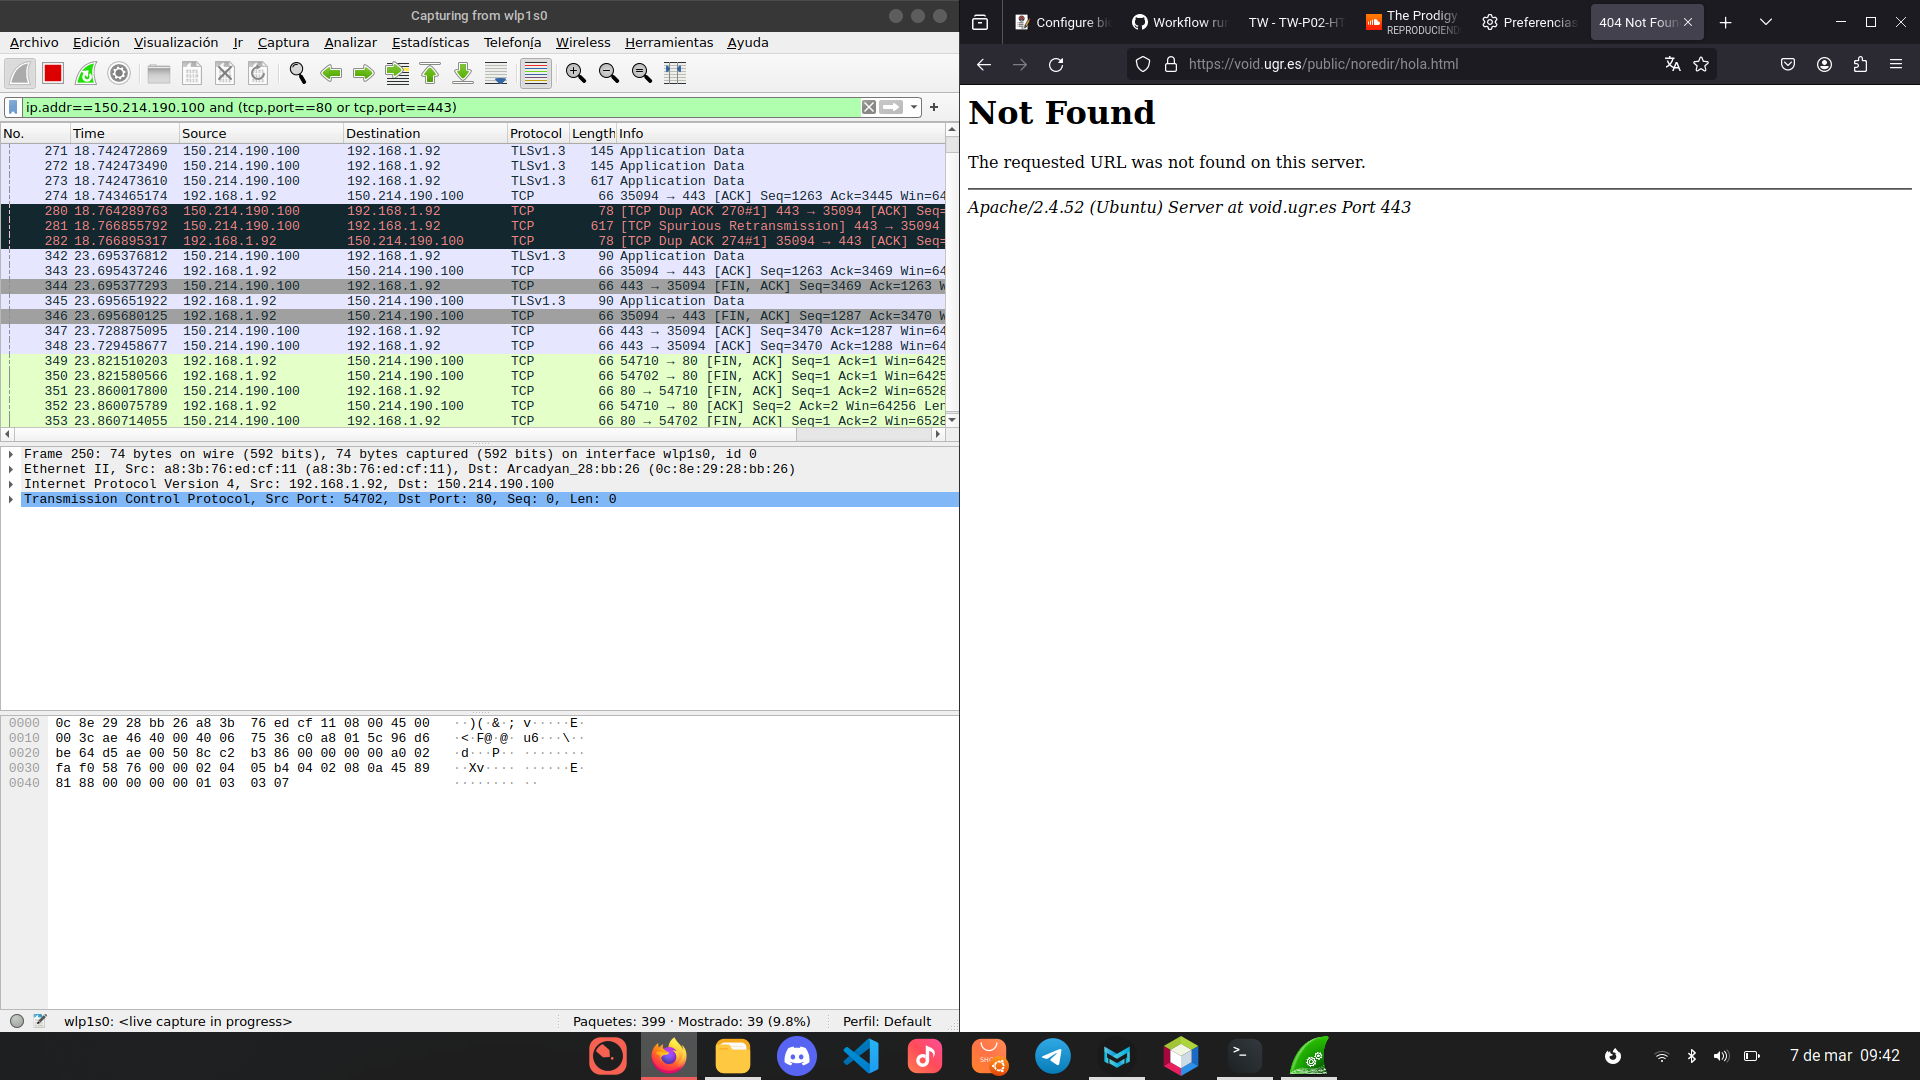 Capturing from wlp1s0
Archivo Edición Visualización Ir Captura Analizar Estadísticas Telefonía Wireless Herramientas Ayuda
ip.addr==150.214.190.100 and (tcp.port==80 or tcp.port==443)
No. Time Source Destination Protocol Length Info
271 18.742472869 150.214.190.100 192.168.1.92 TLSv1.3 145 Application Data
272 18.742473490 150.214.190.100 192.168.1.92 TLSv1.3 145 Application Data
273 18.742473610 150.214.190.100 192.168.1.92 TLSv1.3 617 Application Data
274 18.743465174 192.168.1.92 150.214.190.100 TCP 66 35094 → 443 [ACK] Seq=1263 Ack=3445 Win=64
280 18.764289763 150.214.190.100 192.168.1.92 TCP 78 [TCP Dup ACK 270#1] 443 → 35094 [ACK] Seq=
281 18.766855792 150.214.190.100 192.168.1.92 TCP 617 [TCP Spurious Retransmission] 443 → 35094
282 18.766895317 192.168.1.92 150.214.190.100 TCP 78 [TCP Dup ACK 274#1] 35094 → 443 [ACK] Seq=
342 23.695376812 150.214.190.100 192.168.1.92 TLSv1.3 90 Application Data
343 23.695437246 192.168.1.92 150.214.190.100 TCP 66 35094 → 443 [ACK] Seq=1263 Ack=3469 Win=64
344 23.695377293 150.214.190.100 192.168.1.92 TCP 66 443 → 35094 [FIN, ACK] Seq=3469 Ack=1263 W
345 23.695651922 192.168.1.92 150.214.190.100 TLSv1.3 90 Application Data
346 23.695680125 192.168.1.92 150.214.190.100 TCP 66 35094 → 443 [FIN, ACK] Seq=1287 Ack=3470 W
347 23.728875095 150.214.190.100 192.168.1.92 TCP 66 443 → 35094 [ACK] Seq=3470 Ack=1287 Win=64
348 23.729458677 150.214.190.100 192.168.1.92 TCP 66 443 → 35094 [ACK] Seq=3470 Ack=1288 Win=64
349 23.821510203 192.168.1.92 150.214.190.100 TCP 66 54710 → 80 [FIN, ACK] Seq=1 Ack=1 Win=6425
350 23.821580566 192.168.1.92 150.214.190.100 TCP 66 54702 → 80 [FIN, ACK] Seq=1 Ack=1 Win=6425
351 23.860017800 150.214.190.100 192.168.1.92 TCP 66 80 → 54710 [FIN, ACK] Seq=1 Ack=2 Win=6528
352 23.860075789 192.168.1.92 150.214.190.100 TCP 66 54710 → 80 [ACK] Seq=2 Ack=2 Win=64256 Len
353 23.860714055 150.214.190.100 192.168.1.92 TCP 66 80 → 54702 [FIN, ACK] Seq=1 Ack=2 Win=6528
Frame 250: 74 bytes on wire (592 bits), 74 bytes captured (592 bits) on interface wlp1s0, id 0
Ethernet II, Src: a8:3b:76:ed:cf:11 (a8:3b:76:ed:cf:11), Dst: Arcadyan_28:bb:26 (0c:8e:29:28:bb:26)
Internet Protocol Version 4, Src: 192.168.1.92, Dst: 150.214.190.100
Transmission Control Protocol, Src Port: 54702, Dst Port: 80, Seq: 0, Len: 0
0000 0c 8e 29 28 bb 26 a8 3b 76 ed cf 11 08 00 45 00 ··)(·&·; v·····E·
0010 00 3c ae 46 40 00 40 06 75 36 c0 a8 01 5c 96 d6 ·<·F@·@· u6···\··
0020 be 64 d5 ae 00 50 8c c2 b3 86 00 00 00 00 a0 02 ·d···P·· ········
0030 fa f0 58 76 00 00 02 04 05 b4 04 02 08 0a 45 89 ··Xv···· ······E·
0040 81 88 00 00 00 00 01 03 03 07 ········ ··
wlp1s0: <live capture in progress> Paquetes: 399 · Mostrado: 39 (9.8%) Perfil: Default
Configure bi Workflow ru TW - TW-P02-HT The Prodigy REPRODUCIEND Preferencias 404 Not Foun
https://void.ugr.es/public/noredir/hola.html
Not Found
The requested URL was not found on this server.
Apache/2.4.52 (Ubuntu) Server at void.ugr.es Port 443
7 de mar 09:42